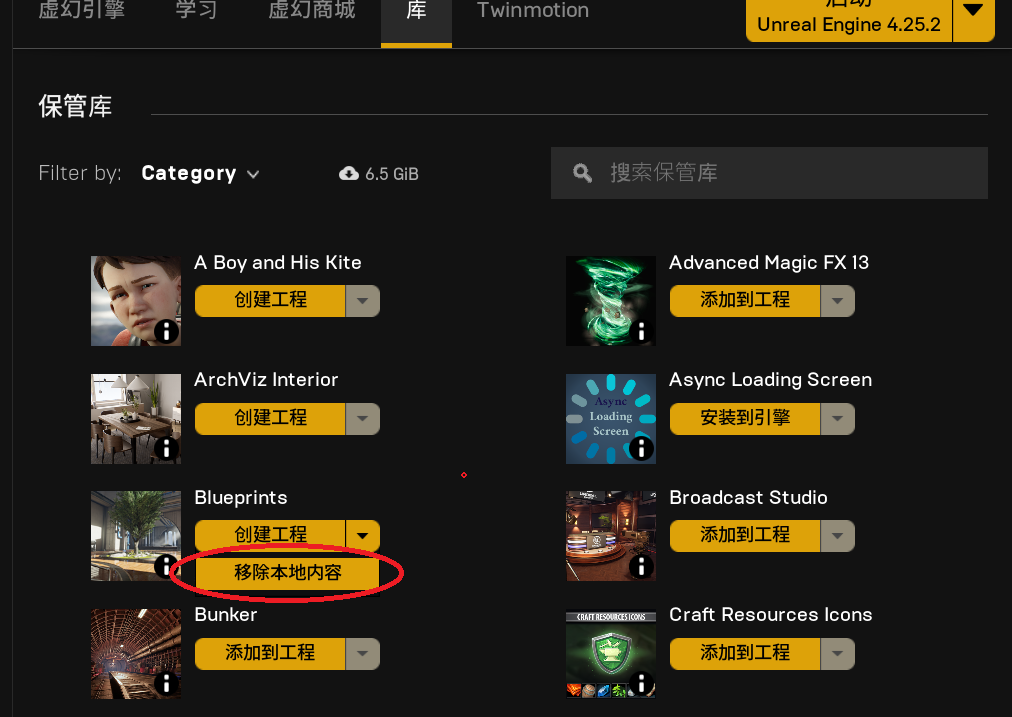 虚幻引擎 学习 虚幻商城 库 Twinmotion
启动
Unreal Engine 4.25.2
保管库
Filter by: Category 6.5 GiB 搜索保管库
A Boy and His Kite
创建工程
Advanced Magic FX 13
添加到工程
ArchViz Interior
创建工程
Async Loading Screen
Async
Loading
Screen
安装到引擎
Blueprints
创建工程
移除本地内容
Broadcast Studio
添加到工程
Bunker
添加到工程
Craft Resources Icons
CRAFT RESOURCES ICONS
添加到工程